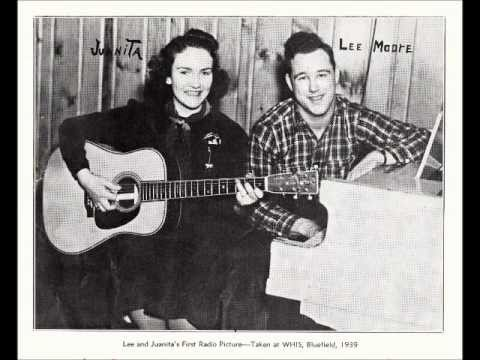 JUANITA
LEE MOORE
Lee and Juanita's First Radio Picture—Taken at WHIS, Bluefield, 1939